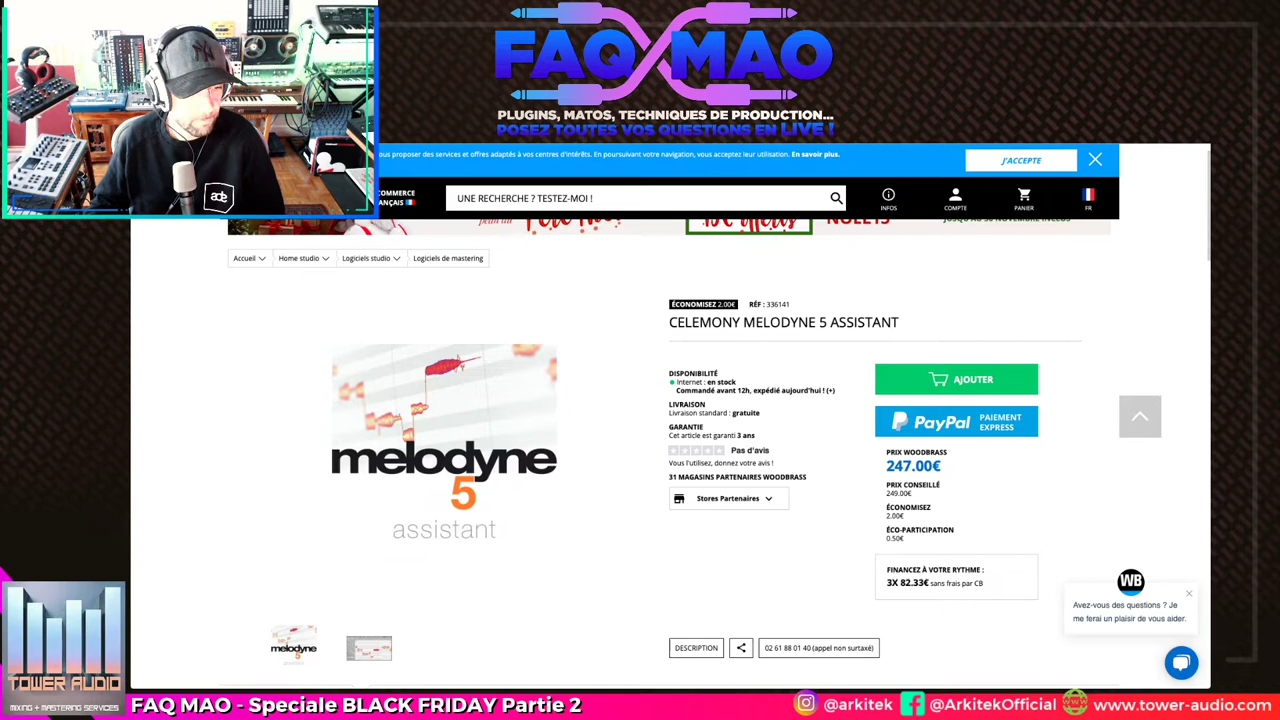 FAQ MAO
PLUGINS, MATOS, TECHNIQUES DE PRODUCTION...
POSEZ TOUTES VOS QUESTIONS EN LIVE !
ous proposer des services et offres adaptés à vos centres d'intérêts. En poursuivant votre navigation, vous acceptez leur utilisation. En savoir plus.
J'ACCEPTE
COMMERCE
ANÇAIS
UNE RECHERCHE ? TESTEZ-MOI !
INFOS
COMPTE
PANIER
FR
Accueil
Home studio
Logiciels studio
Logiciels de mastering
ÉCONOMISEZ 2.00€
RÉF : 336141
CELEMONY MELODYNE 5 ASSISTANT
melodyne
5
assistant
DISPONIBILITÉ
Internet : en stock
Commandé avant 12h, expédié aujourd'hui ! (+)
LIVRAISON
Livraison standard : gratuite
GARANTIE
Cet article est garanti 3 ans
Pas d'avis
Vous l'utilisez, donnez votre avis !
31 MAGASINS PARTENAIRES WOODBRASS
Stores Partenaires
AJOUTER
PayPal PAIEMENT
EXPRESS
PRIX WOODBRASS
247.00€
PRIX CONSEILLÉ
249.00€
ÉCONOMISEZ
2.00€
ÉCO-PARTICIPATION
0.50€
FINANCEZ À VOTRE RYTHME :
3X 82.33€ sans frais par CB
WB
Avez-vous des questions ? Je
me ferai un plaisir de vous aider.
melodyne
5
DESCRIPTION
02 61 88 01 40 (appel non surtaxé)
TOWER AUDIO
MIXING + MASTERING SERVICES
FAQ MAO - Speciale BLACK FRIDAY Partie 2
@arkitek
@ArkitekOfficial
www.tower-audio.com